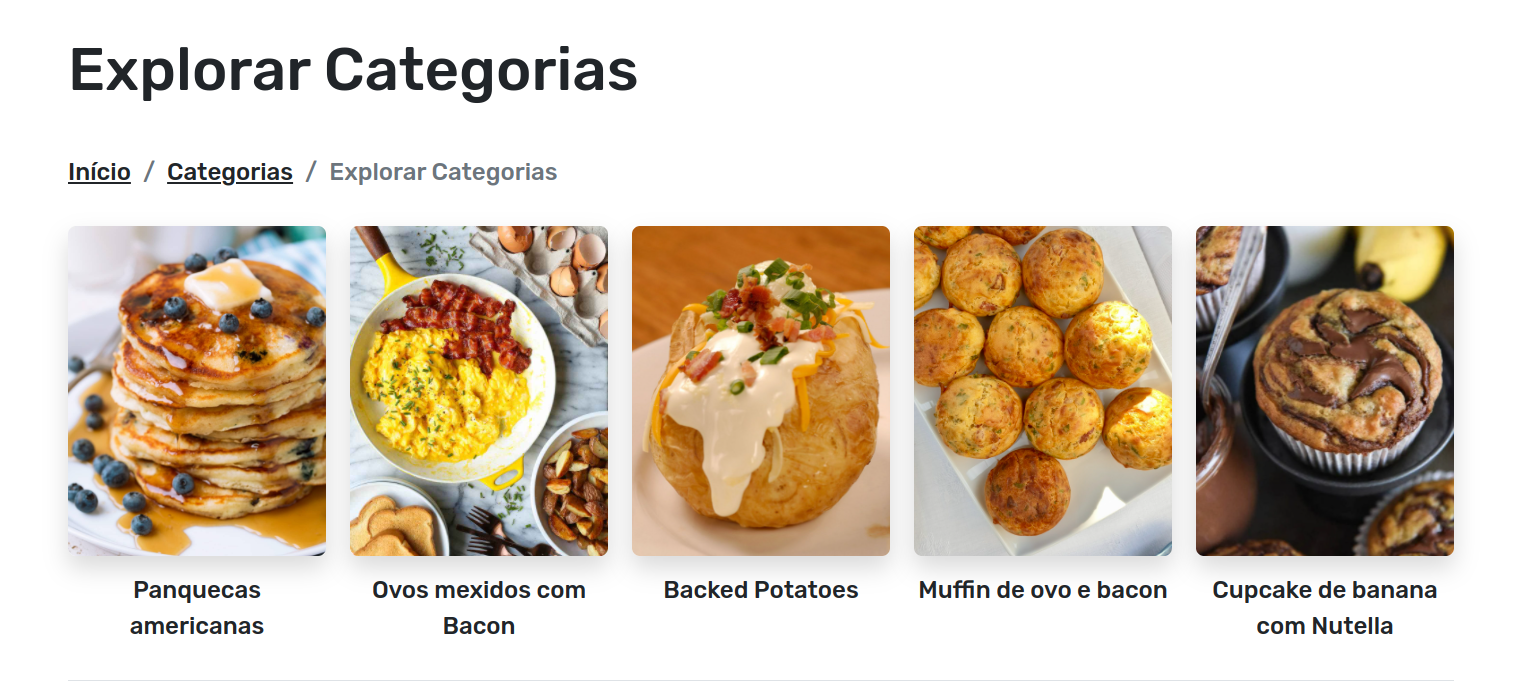 Explorar Categorias
Início / Categorias / Explorar Categorias
Panquecas
americanas
Ovos mexidos com
Bacon
Backed Potatoes
Muffin de ovo e bacon
Cupcake de banana
com Nutella